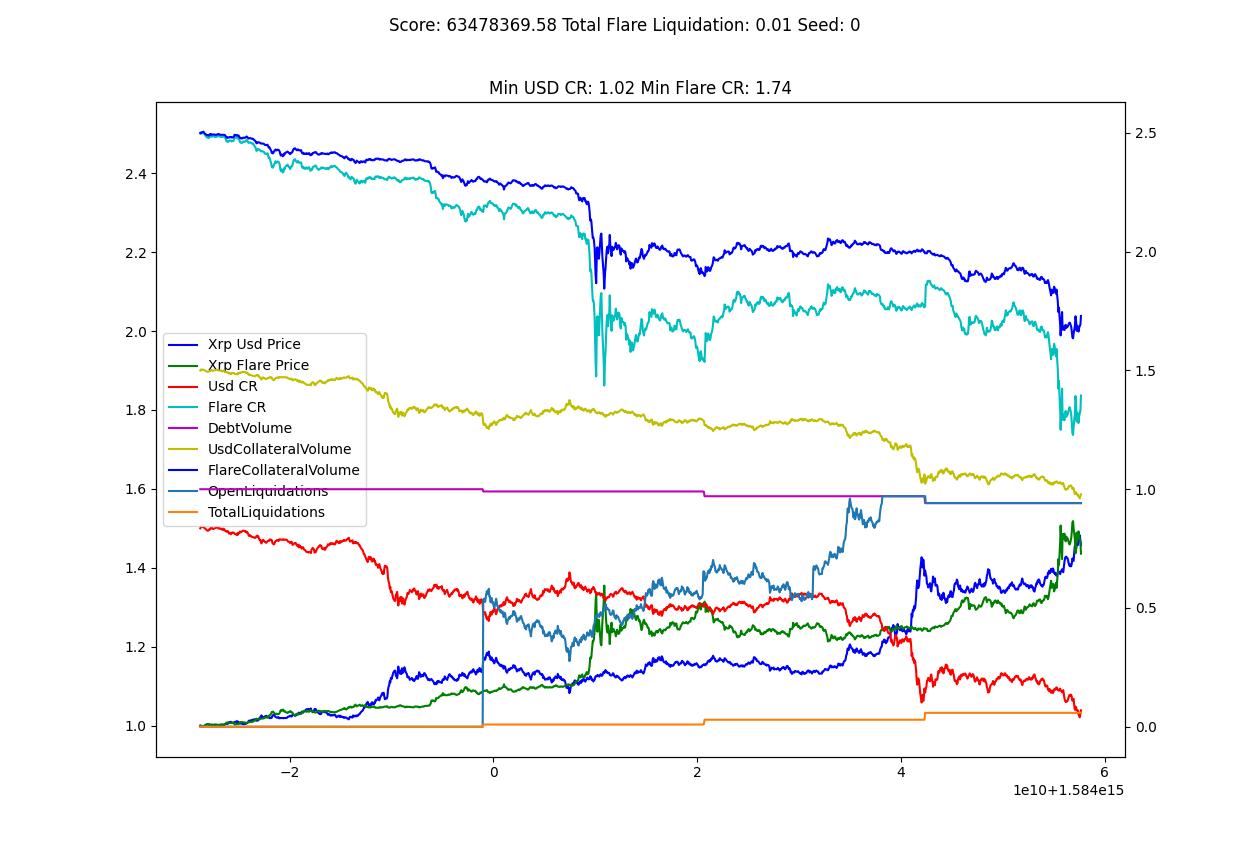 Score: 63478369.58 Total Flare Liquidation: 0.01 Seed: 0
Min USD CR: 1.02 Min Flare CR: 1.74
2.4
2.2
2.0
1.8
1.6
1.4
1.2
1.0
Xrp Usd Price
Xrp Flare Price
Usd CR
Flare CR
DebtVolume
UsdCollateralVolume
FlareCollateralVolume
OpenLiquidations
TotalLiquidations
2.5
2.0
1.5
1.0
0.5
0.0
−2
0
2
4
6
1e10+1.584e15